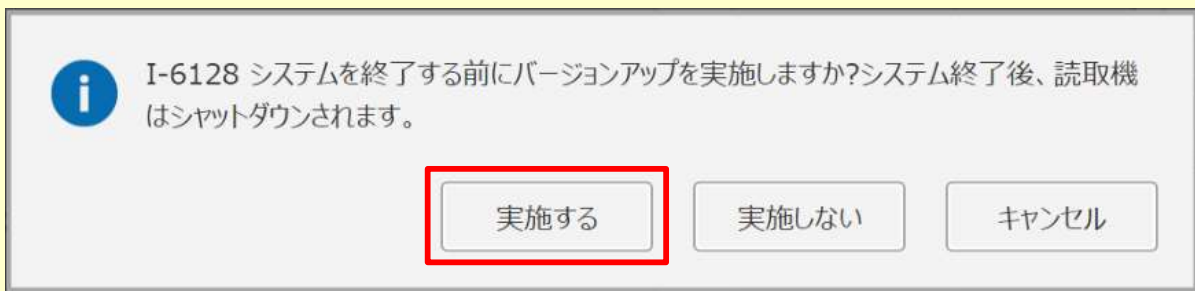 I-6128 システムを終了する前にバージョンアップを実施しますか?システム終了後、読取機
はシャットダウンされます。
実施する 実施しない キャンセル